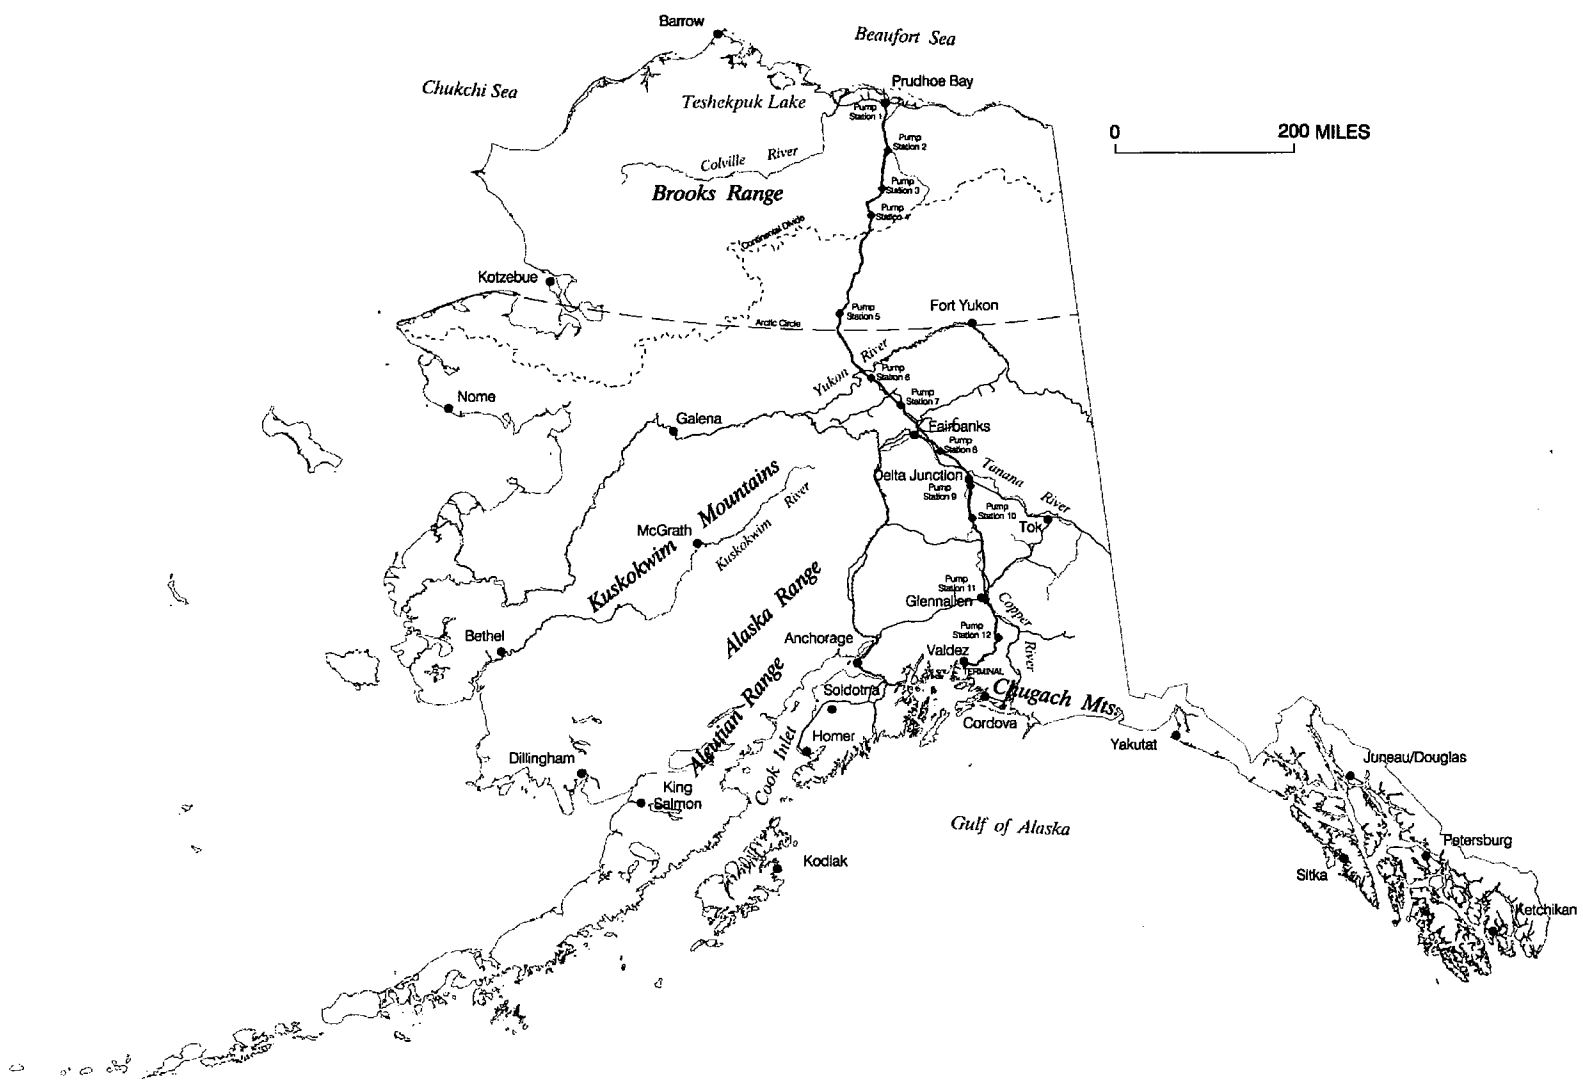 Barrow
Beaufort Sea
Chukchi Sea
Prudhoe Bay
Teshekpuk Lake
Pump
Station 1
0 200 MILES
Pump
Station 2
Colville River
Brooks Range
Pump
Station 3
Pump
Station 4
Continental Divide
Kotzebue
Fort Yukon
Pump
Station 5
Arctic Circle
Yukon River
Pump
Station 6
Nome
Pump
Station 7
Galena
Fairbanks
Pump
Station 8
Tanana River
Delta Junction
Pump
Station 9
Pump
Station 10
Tok
McGrath
Kuskokwim Mountains
Kuskokwim River
Alaska Range
Pump
Station 11
Glennallen
Copper River
Pump
Station 12
Bethel
Anchorage
Valdez
TERMINAL
Aleutian Range
Soldotna
Chugach Mts
Cordova
Homer
Cook Inlet
Yakutat
Dillingham
King
Salmon
Juneau/Douglas
Gulf of Alaska
Petersburg
Kodiak
Sitka
Ketchikan